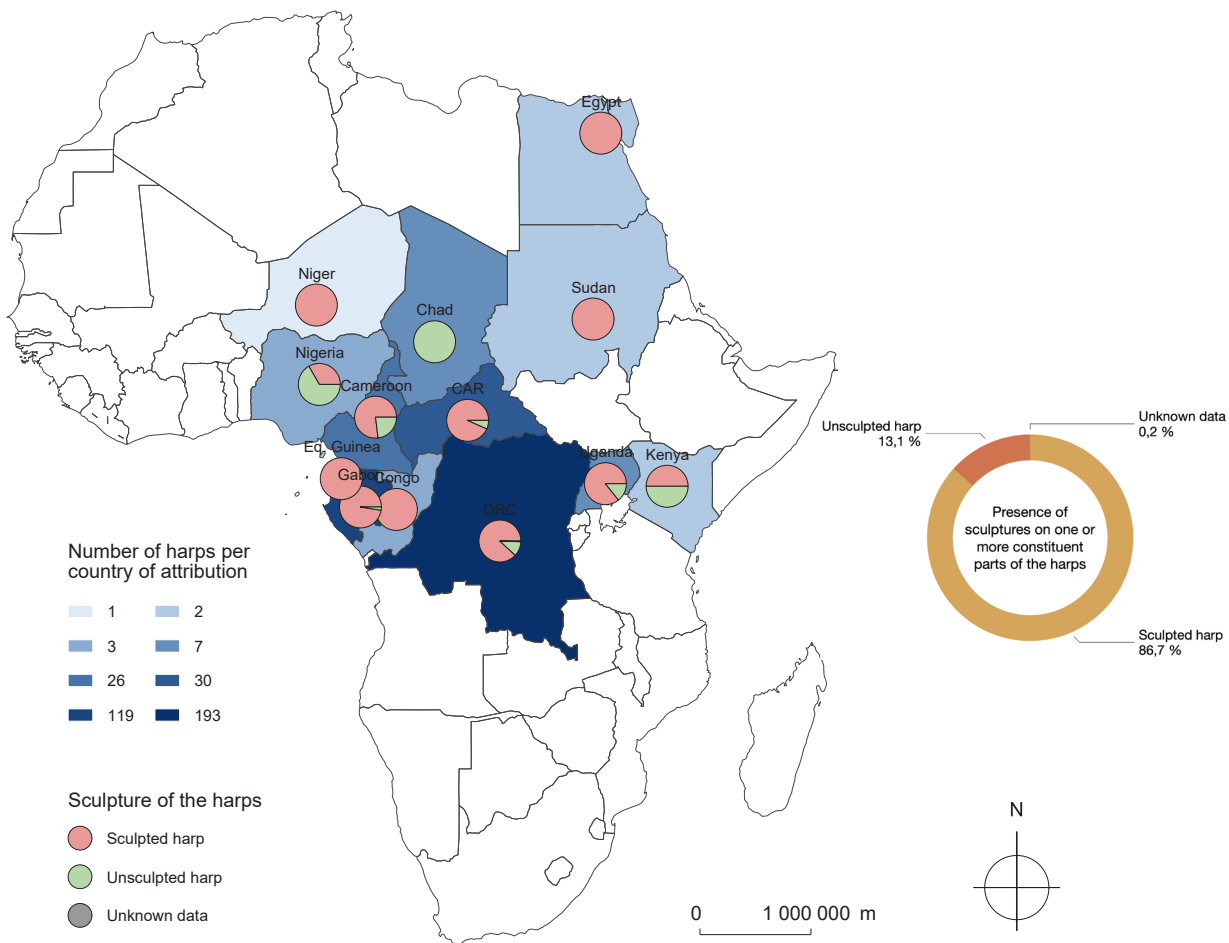 Egypt
Niger
Sudan
Chad
Nigeria
Cameroon
CAR
Eq. Guinea
Uganda
Kenya
Gabon
Congo
DRC
Number of harps per
country of attribution
1
2
3
7
26
30
119
193
Sculpture of the harps
Sculpted harp
Unsculpted harp
Unknown data
0 1 000 000 m
N
Unknown data
0,2 %
Unsculpted harp
13,1 %
Presence of
sculptures on one or
more constituent
parts of the harps
Sculpted harp
86,7 %